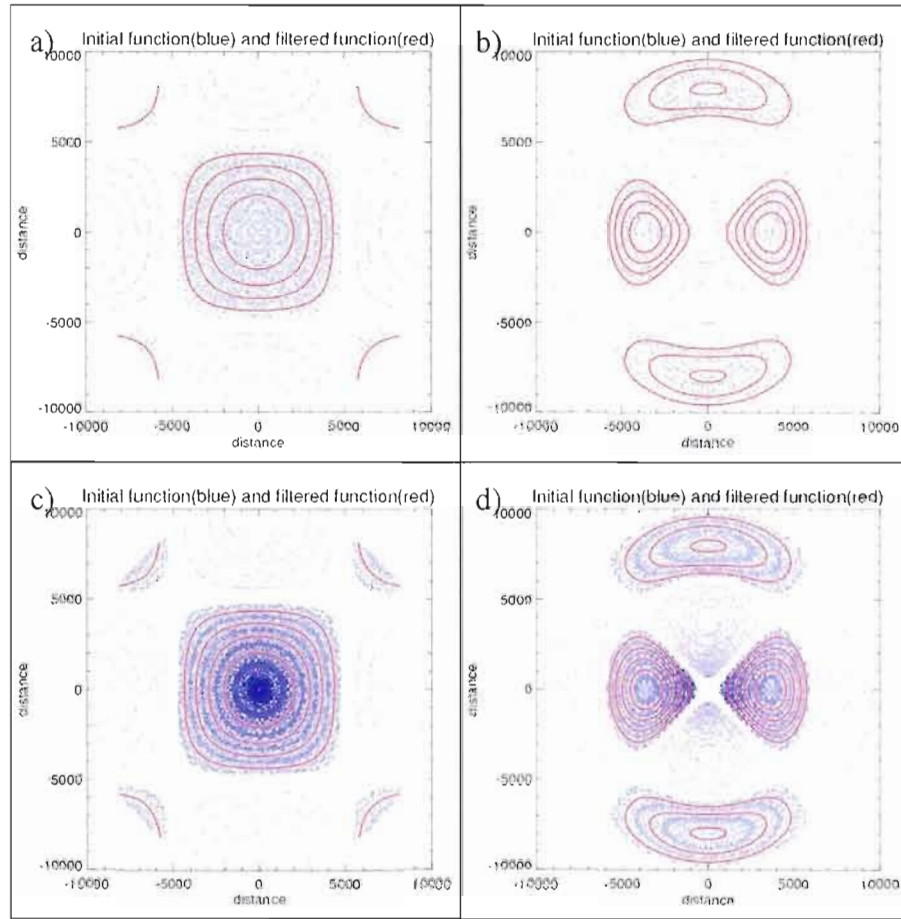 a) Initial function(blue) and filtered function(red)
10000
5000
0
-5000
-10000
distance
-10000 -5000 0 5000 10000
distance
b) Initial function(blue) and filtered function(red)
10000
5000
0
-5000
-10000
distance
-10000 -5000 0 5000 10000
distance
c) Initial function(blue) and filtered function(red)
10000
5000
0
-5000
-10000
distance
-10000 -5000 0 5000 10000
distance
d) Initial function(blue) and filtered function(red)
10000
5000
0
-5000
-10000
distance
-10000 -5000 0 5000 10000
distance